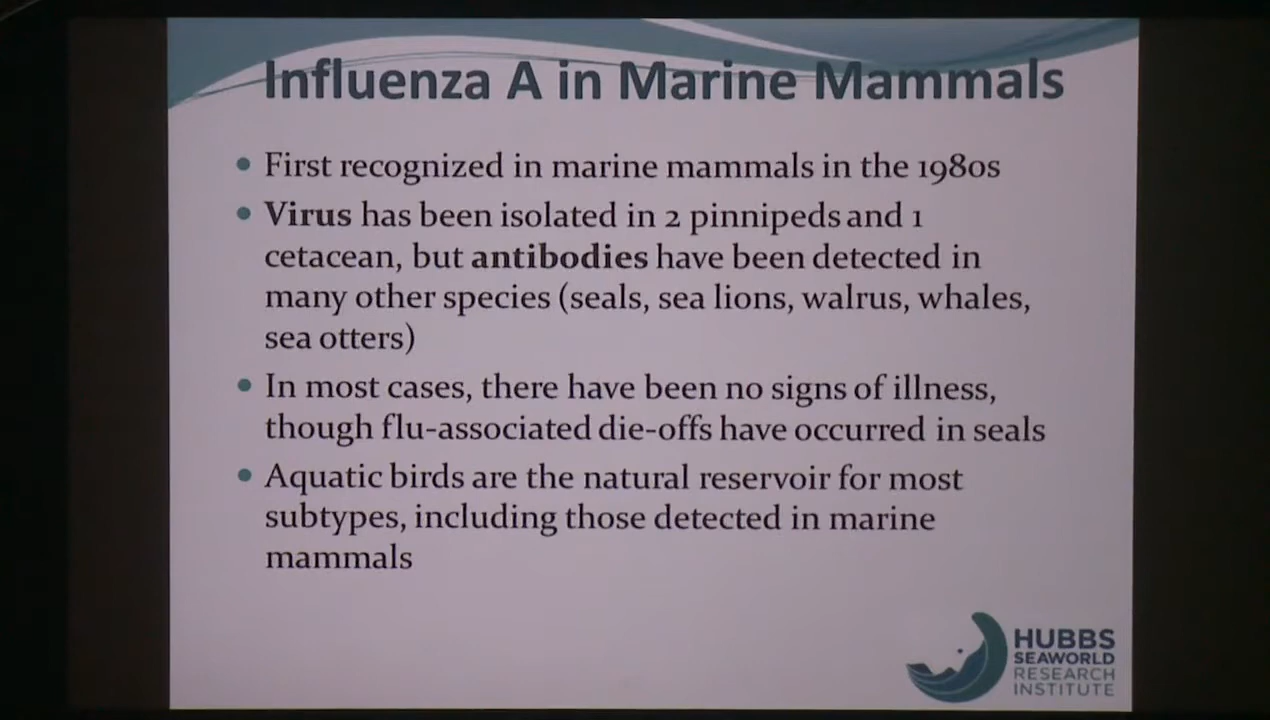 Influenza A in Marine Mammals
• First recognized in marine mammals in the 1980s
• Virus has been isolated in 2 pinnipeds and 1
cetacean, but antibodies have been detected in
many other species (seals, sea lions, walrus, whales,
sea otters)
• In most cases, there have been no signs of illness,
though flu-associated die-offs have occurred in seals
• Aquatic birds are the natural reservoir for most
subtypes, including those detected in marine
mammals
HUBBS
SEAWORLD
RESEARCH
INSTITUTE